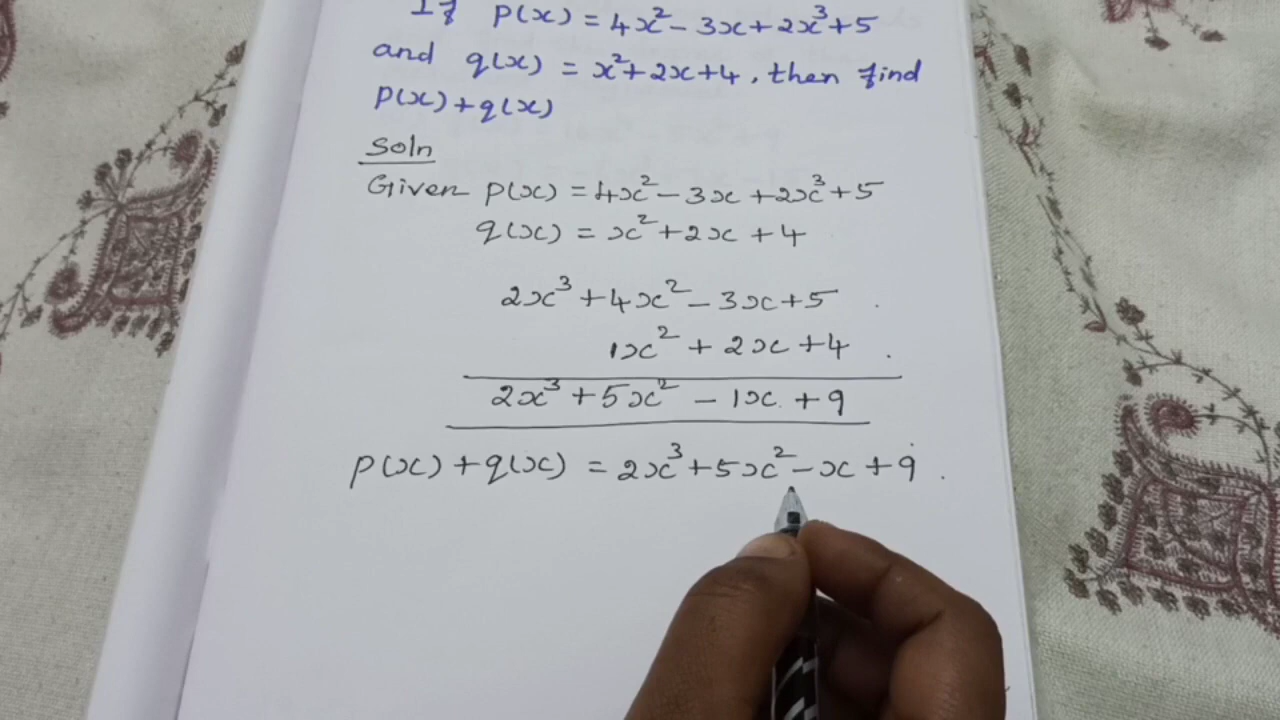 If p(x) = 4x² - 3x + 2x³ + 5
and q(x) = x² + 2x + 4, then find
p(x) + q(x)
Soln
Given p(x) = 4x² - 3x + 2x³ + 5
q(x) = x² + 2x + 4
2x³ + 4x² - 3x + 5
1x² + 2x + 4
2x³ + 5x² - 1x + 9
p(x) + q(x) = 2x³ + 5x² - x + 9